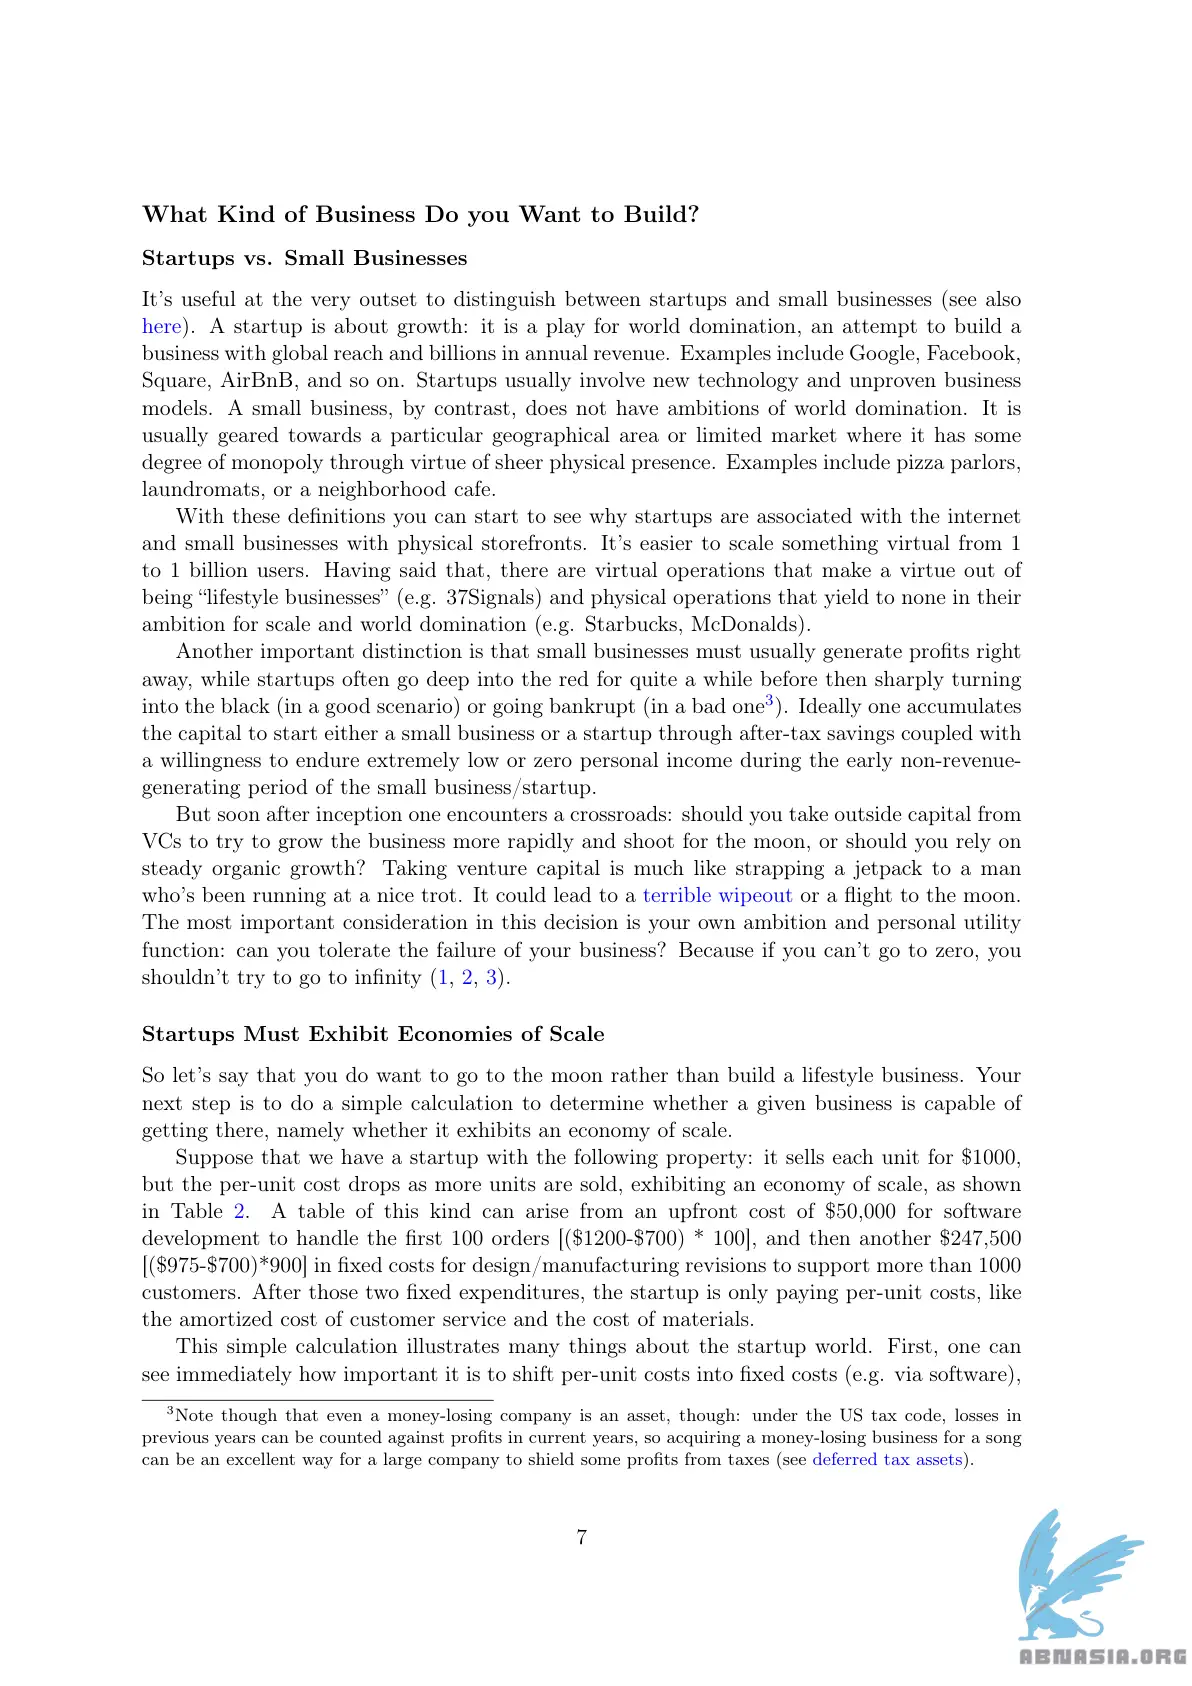 What Kind of Business Do you Want to Build?
Startups vs. Small Businesses
It's useful at the very outset to distinguish between startups and small businesses (see also
here). A startup is about growth: it is a play for world domination, an attempt to build a
business with global reach and billions in annual revenue. Examples include Google, Facebook,
Square, AirBnB, and so on. Startups usually involve new technology and unproven business
models. A small business, by contrast, does not have ambitions of world domination. It is
usually geared towards a particular geographical area or limited market where it has some
degree of monopoly through virtue of sheer physical presence. Examples include pizza parlors,
laundromats, or a neighborhood cafe.
With these definitions you can start to see why startups are associated with the internet
and small businesses with physical storefronts. It's easier to scale something virtual from 1
to 1 billion users. Having said that, there are virtual operations that make a virtue out of
being “lifestyle businesses” (e.g. 37Signals) and physical operations that yield to none in their
ambition for scale and world domination (e.g. Starbucks, McDonalds).
Another important distinction is that small businesses must usually generate profits right
away, while startups often go deep into the red for quite a while before then sharply turning
into the black (in a good scenario) or going bankrupt (in a bad one3). Ideally one accumulates
the capital to start either a small business or a startup through after-tax savings coupled with
a willingness to endure extremely low or zero personal income during the early non-revenue-
generating period of the small business/startup.
But soon after inception one encounters a crossroads: should you take outside capital from
VCs to try to grow the business more rapidly and shoot for the moon, or should you rely on
steady organic growth? Taking venture capital is much like strapping a jetpack to a man
who's been running at a nice trot. It could lead to a terrible wipeout or a flight to the moon.
The most important consideration in this decision is your own ambition and personal utility
function: can you tolerate the failure of your business? Because if you can't go to zero, you
shouldn't try to go to infinity (1, 2, 3).
Startups Must Exhibit Economies of Scale
So let's say that you do want to go to the moon rather than build a lifestyle business. Your
next step is to do a simple calculation to determine whether a given business is capable of
getting there, namely whether it exhibits an economy of scale.
Suppose that we have a startup with the following property: it sells each unit for $1000,
but the per-unit cost drops as more units are sold, exhibiting an economy of scale, as shown
in Table 2. A table of this kind can arise from an upfront cost of $50,000 for software
development to handle the first 100 orders [($1200-$700) * 100], and then another $247,500
[($975-$700)*900] in fixed costs for design/manufacturing revisions to support more than 1000
customers. After those two fixed expenditures, the startup is only paying per-unit costs, like
the amortized cost of customer service and the cost of materials.
This simple calculation illustrates many things about the startup world. First, one can
see immediately how important it is to shift per-unit costs into fixed costs (e.g. via software),
3Note though that even a money-losing company is an asset, though: under the US tax code, losses in
previous years can be counted against profits in current years, so acquiring a money-losing business for a song
can be an excellent way for a large company to shield some profits from taxes (see deferred tax assets).
7
ABNASIA.ORG